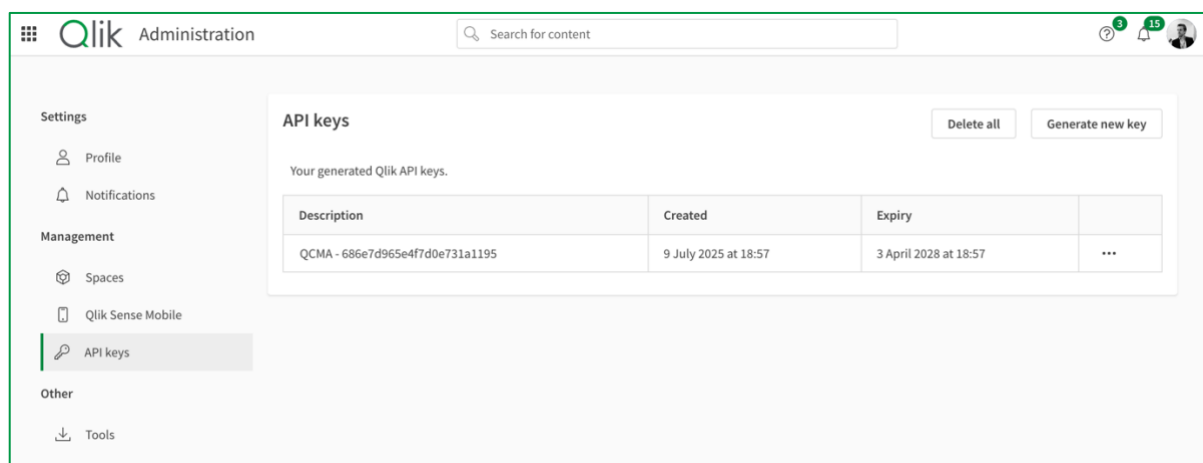 Qlik Administration
Search for content
3
15
Settings
Profile
Notifications
Management
Spaces
Qlik Sense Mobile
API keys
Other
Tools
API keys
Delete all
Generate new key
Your generated Qlik API keys.
Description Created Expiry
QCMA - 686e7d965e4f7d0e731a1195 9 July 2025 at 18:57 3 April 2028 at 18:57